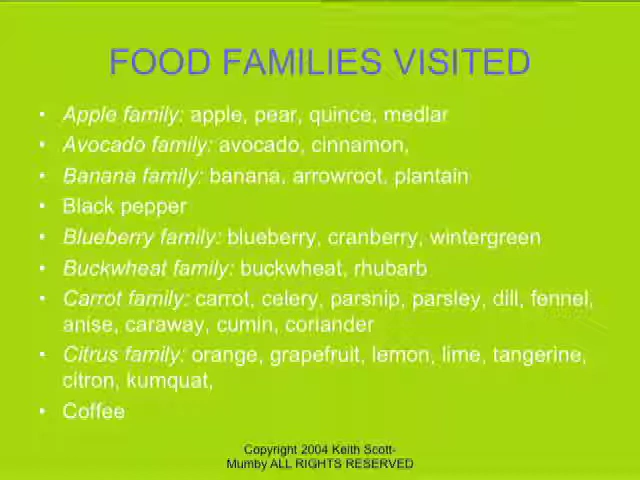 FOOD FAMILIES VISITED
• Apple family: apple, pear, quince, medlar
• Avocado family: avocado, cinnamon,
• Banana family: banana, arrowroot, plantain
• Black pepper
• Blueberry family: blueberry, cranberry, wintergreen
• Buckwheat family: buckwheat, rhubarb
• Carrot family: carrot, celery, parsnip, parsley, dill, fennel,
anise, caraway, cumin, coriander
• Citrus family: orange, grapefruit, lemon, lime, tangerine,
citron, kumquat,
• Coffee
Copyright 2004 Keith Scott-
Mumby ALL RIGHTS RESERVED